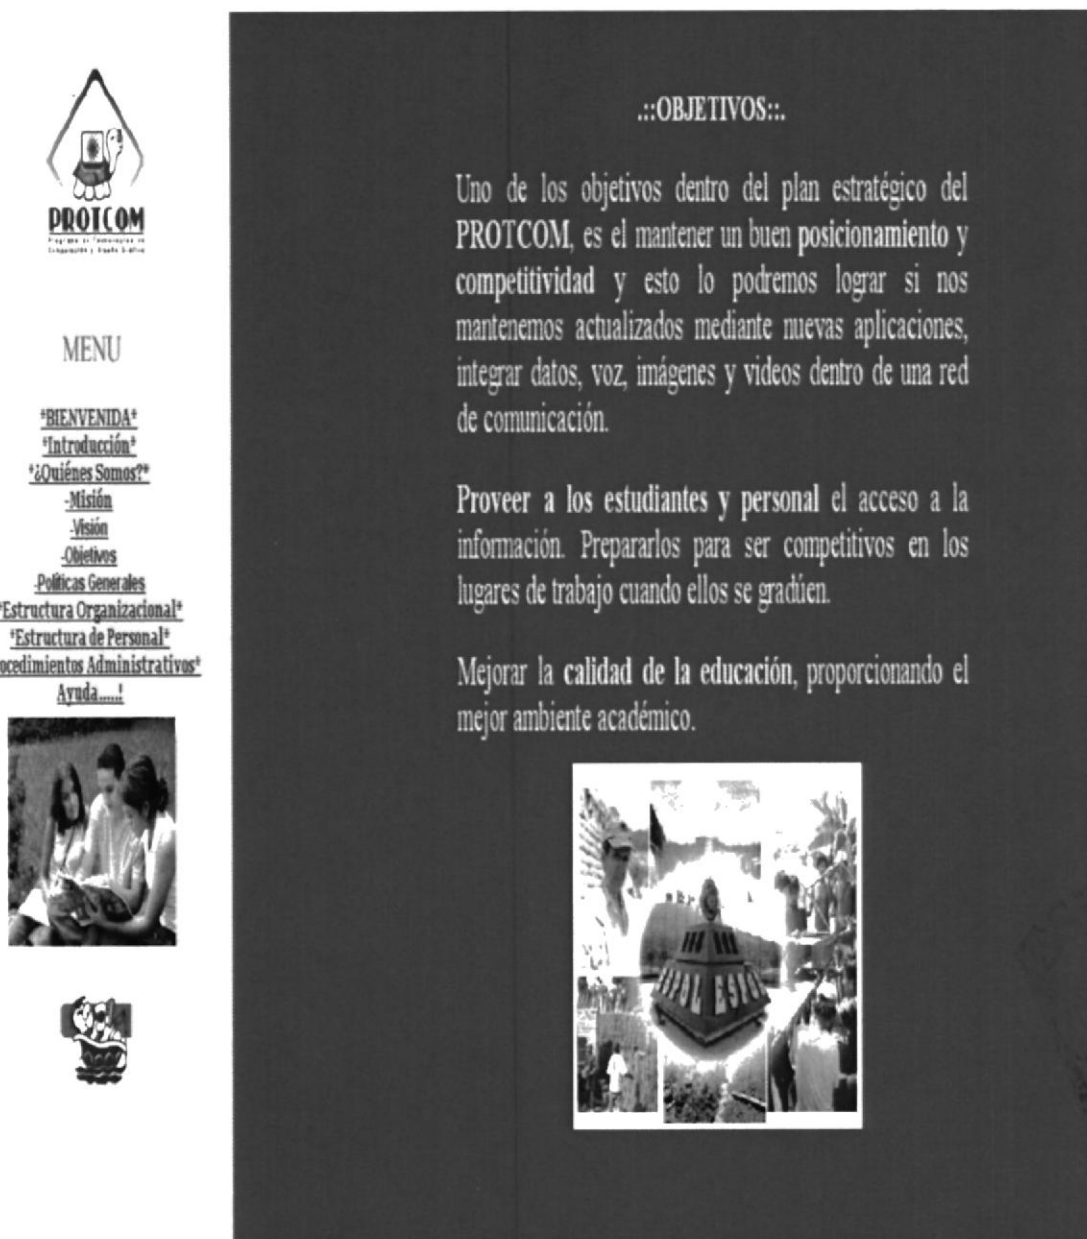 PROTCOM
MENU
*BIENVENIDA*
*Introducción*
*¿Quiénes Somos?*
-Misión
-Visión
-Objetivos
-Políticas Generales
*Estructura Organizacional*
*Estructura de Personal*
ocedimientos Administrativos*
Ayuda.....!
.::OBJETIVOS::.
Uno de los objetivos dentro del plan estratégico del
PROTCOM, es el mantener un buen posicionamiento y
competitividad y esto lo podremos lograr si nos
mantenemos actualizados mediante nuevas aplicaciones,
integrar datos, voz, imágenes y videos dentro de una red
de comunicación.
Proveer a los estudiantes y personal el acceso a la
información. Prepararlos para ser competitivos en los
lugares de trabajo cuando ellos se gradúen.
Mejorar la calidad de la educación, proporcionando el
mejor ambiente académico.